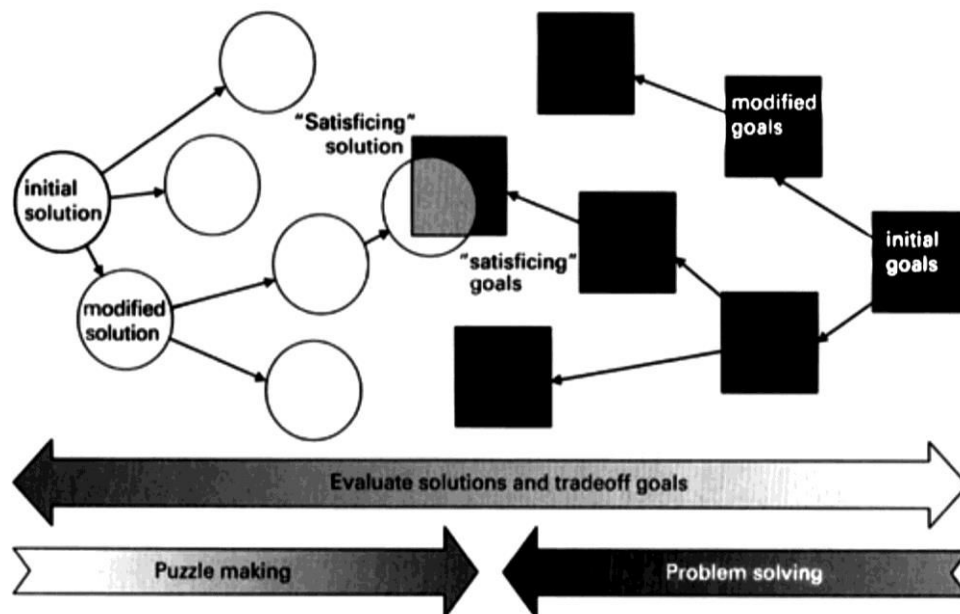 "Satisficing"
solution
modified
goals
initial
solution
initial
goals
"satisficing"
goals
modified
solution
Evaluate solutions and tradeoff goals
Puzzle making
Problem solving